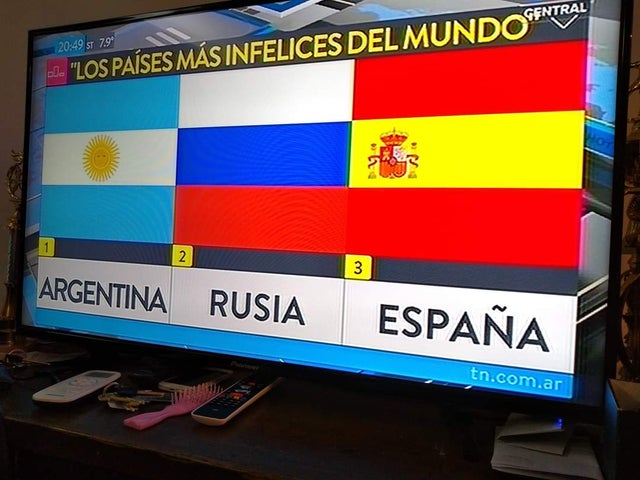 CENTRAL
20:49 ST 7.9°
"LOS PAÍSES MÁS INFELICES DEL MUNDO"
1
2
3
ARGENTINA
RUSIA
ESPAÑA
tn.com.ar